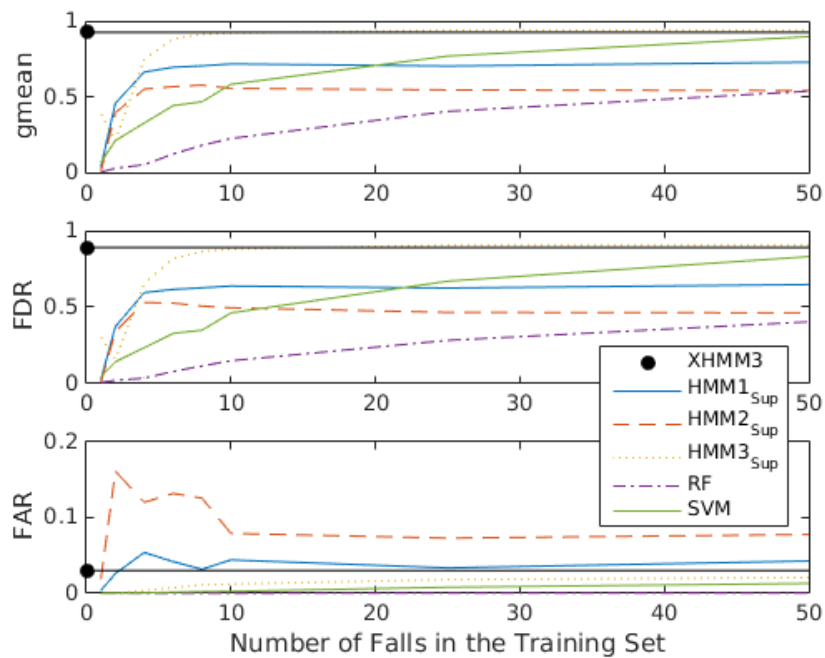 1
0.5
0
gmean
0 10 20 30 40 50
1
0.5
0
FDR
0 10 20 30 40 50
XHMM3
HMM1Sup
HMM2Sup
HMM3Sup
RF
SVM
0.2
0.1
0
FAR
0 10 20 30 40 50
Number of Falls in the Training Set